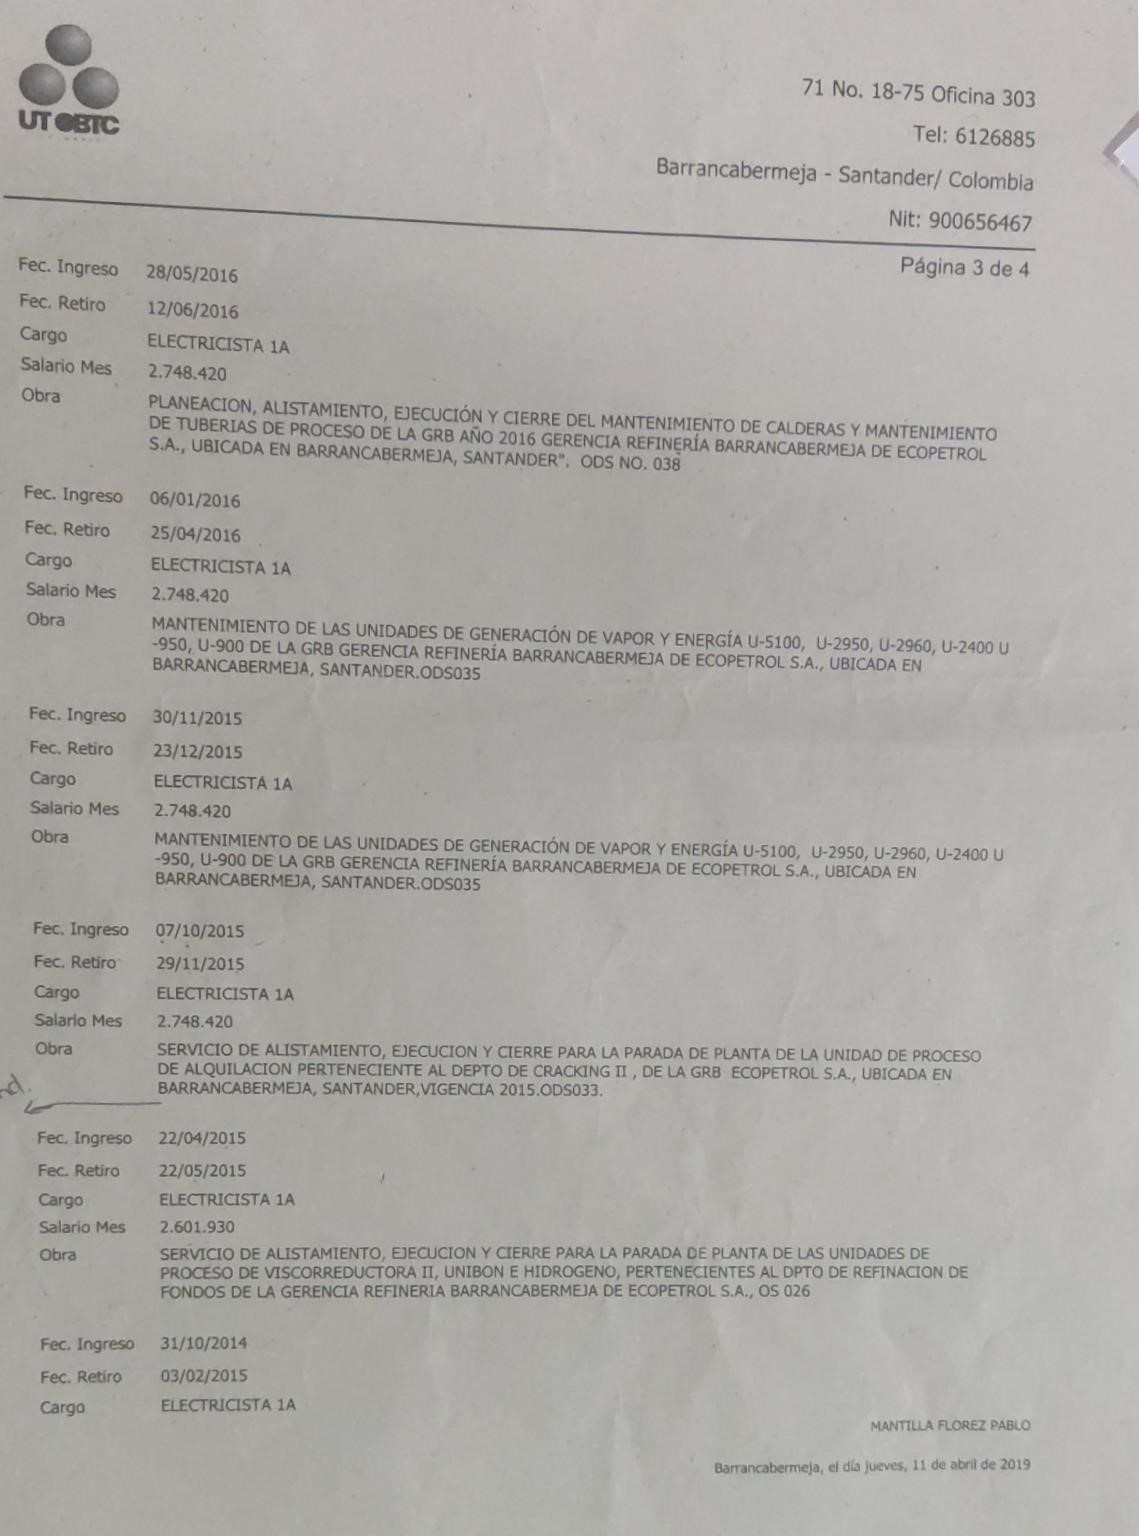 UT OBTC
71 No. 18-75 Oficina 303
Tel: 6126885
Barrancabermeja - Santander/ Colombia
Nit: 900656467
Página 3 de 4
Fec. Ingreso 28/05/2016
Fec. Retiro 12/06/2016
Cargo ELECTRICISTA 1A
Salario Mes 2.748.420
Obra PLANEACION, ALISTAMIENTO, EJECUCIÓN Y CIERRE DEL MANTENIMIENTO DE CALDERAS Y MANTENIMIENTO
DE TUBERIAS DE PROCESO DE LA GRB AÑO 2016 GERENCIA REFINERÍA BARRANCABERMEJA DE ECOPETROL
S.A., UBICADA EN BARRANCABERMEJA, SANTANDER". ODS NO. 038
Fec. Ingreso 06/01/2016
Fec. Retiro 25/04/2016
Cargo ELECTRICISTA 1A
Salario Mes 2.748.420
Obra MANTENIMIENTO DE LAS UNIDADES DE GENERACIÓN DE VAPOR Y ENERGÍA U-5100, U-2950, U-2960, U-2400 U
-950, U-900 DE LA GRB GERENCIA REFINERÍA BARRANCABERMEJA DE ECOPETROL S.A., UBICADA EN
BARRANCABERMEJA, SANTANDER.ODS035
Fec. Ingreso 30/11/2015
Fec. Retiro 23/12/2015
Cargo ELECTRICISTA 1A
Salario Mes 2.748.420
Obra MANTENIMIENTO DE LAS UNIDADES DE GENERACIÓN DE VAPOR Y ENERGÍA U-5100, U-2950, U-2960, U-2400 U
-950, U-900 DE LA GRB GERENCIA REFINERÍA BARRANCABERMEJA DE ECOPETROL S.A., UBICADA EN
BARRANCABERMEJA, SANTANDER.ODS035
Fec. Ingreso 07/10/2015
Fec. Retiro 29/11/2015
Cargo ELECTRICISTA 1A
Salario Mes 2.748.420
Obra SERVICIO DE ALISTAMIENTO, EJECUCION Y CIERRE PARA LA PARADA DE PLANTA DE LA UNIDAD DE PROCESO
DE ALQUILACION PERTENECIENTE AL DEPTO DE CRACKING II , DE LA GRB ECOPETROL S.A., UBICADA EN
BARRANCABERMEJA, SANTANDER,VIGENCIA 2015.ODS033.
Fec. Ingreso 22/04/2015
Fec. Retiro 22/05/2015
Cargo ELECTRICISTA 1A
Salario Mes 2.601.930
Obra SERVICIO DE ALISTAMIENTO, EJECUCION Y CIERRE PARA LA PARADA DE PLANTA DE LAS UNIDADES DE
PROCESO DE VISCORREDUCTORA II, UNIBON E HIDROGENO, PERTENECIENTES AL DPTO DE REFINACION DE
FONDOS DE LA GERENCIA REFINERIA BARRANCABERMEJA DE ECOPETROL S.A., OS 026
Fec. Ingreso 31/10/2014
Fec. Retiro 03/02/2015
Cargo ELECTRICISTA 1A
MANTILLA FLOREZ PABLO
Barrancabermeja, el día jueves, 11 de abril de 2019